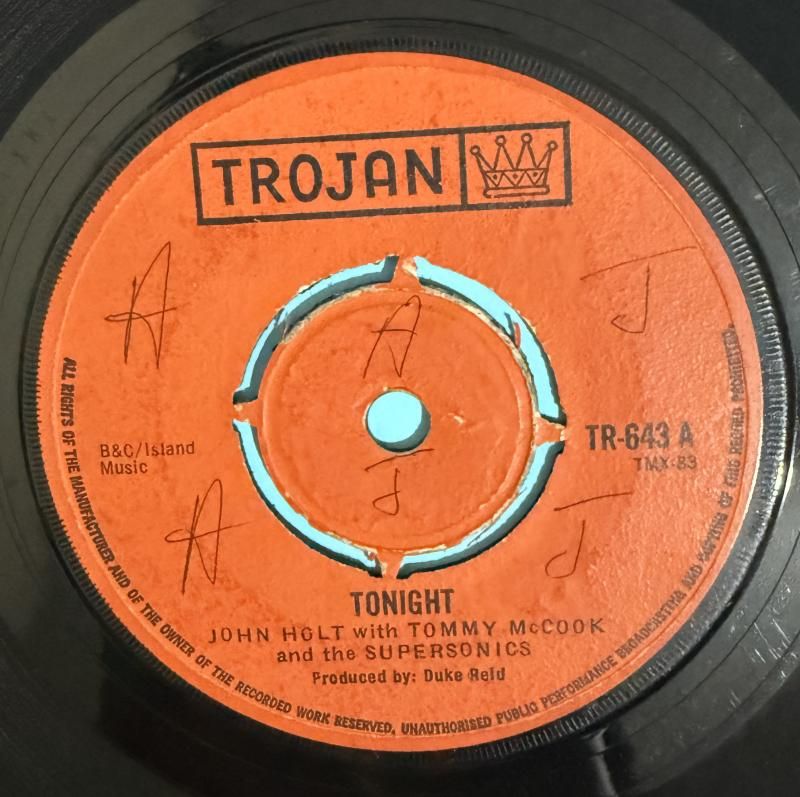 TROJAN
A
J
A
B&C/Island
Music
TR-643 A
TMX-83
J
A
J
TONIGHT
JOHN HOLT with TOMMY McCOOK
and the SUPERSONICS
Produced by: Duke Reid
ALL RIGHTS OF THE MANUFACTURER AND OF THE OWNER OF THE RECORDED WORK RESERVED, UNAUTHORISED PUBLIC PERFORMANCE BROADCASTING AND COPYING OF THIS RECORD PROHIBITED.